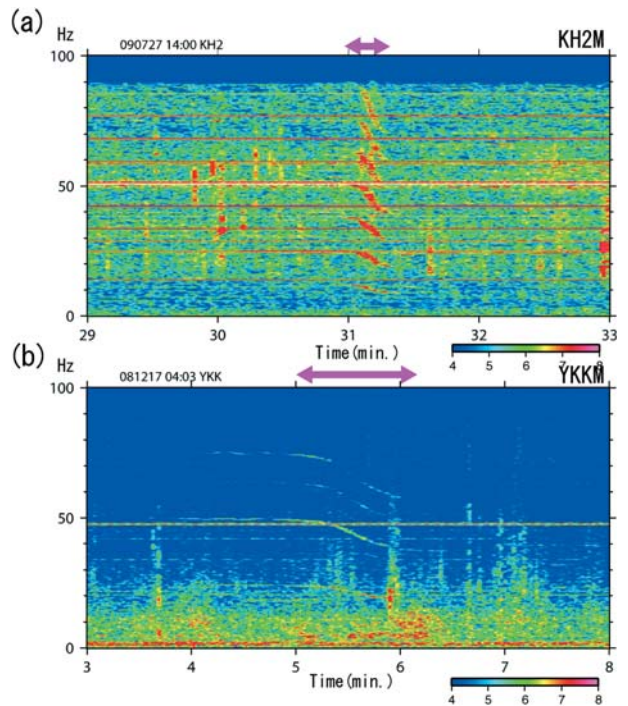 (a)
Hz
090727 14:00 KH2
KH2M
100
50
0
29 30 31 32 33
Time(min.)
4 5 6 7 8
(b)
Hz
081217 04:03 YKK
YKKM
100
50
0
3 4 5 6 7 8
Time(min.)
4 5 6 7 8